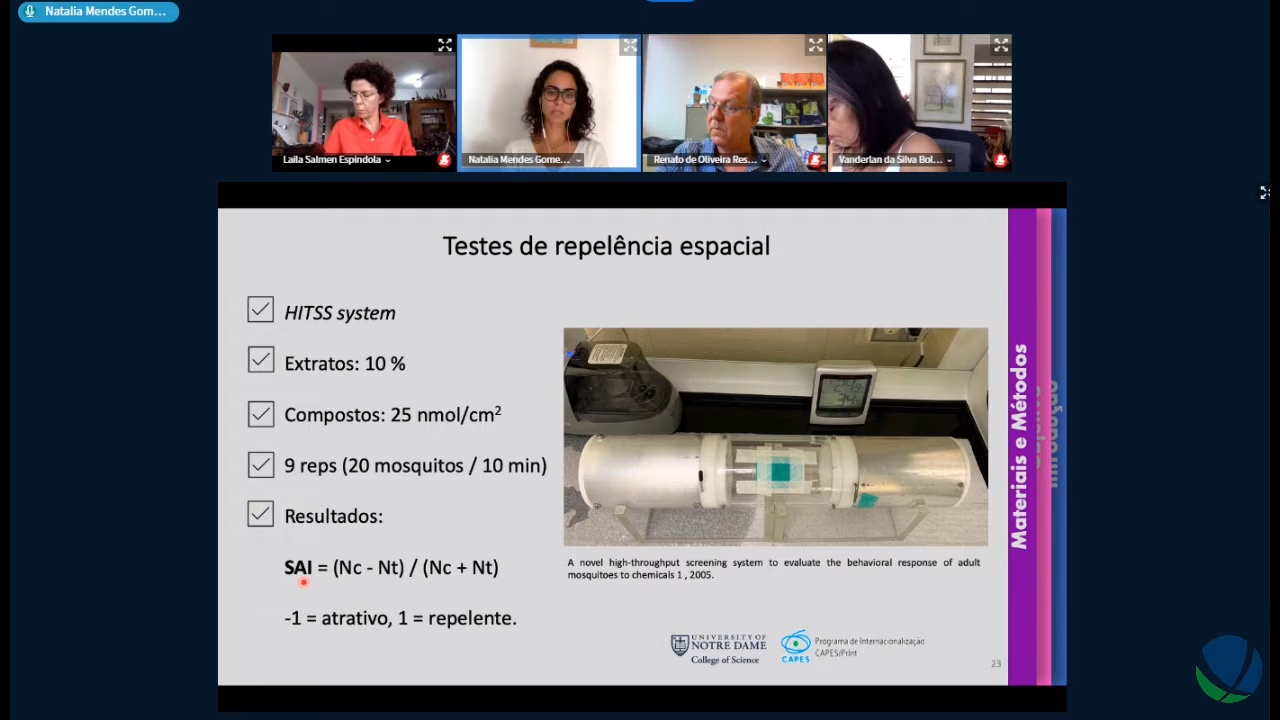 Natalia Mendes Gom...
Laila Salmen Espindola
Natalia Mendes Gome...
Renato de Oliveira Res...
Vanderlan da Silva Bol...
Testes de repelência espacial
HITSS system
Extratos: 10 %
Compostos: 25 nmol/cm²
9 reps (20 mosquitos / 10 min)
Resultados:
SAI = (Nc - Nt) / (Nc + Nt)
-1 = atrativo, 1 = repelente.
A novel high-throughput screening system to evaluate the behavioral response of adult
mosquitoes to chemicals 1 , 2005.
UNIVERSITY OF
NOTRE DAME
College of Science
CAPES
Programa de Internacionalização
CAPES/Print
23
Materiais e Métodos
Objetivo
Introdução